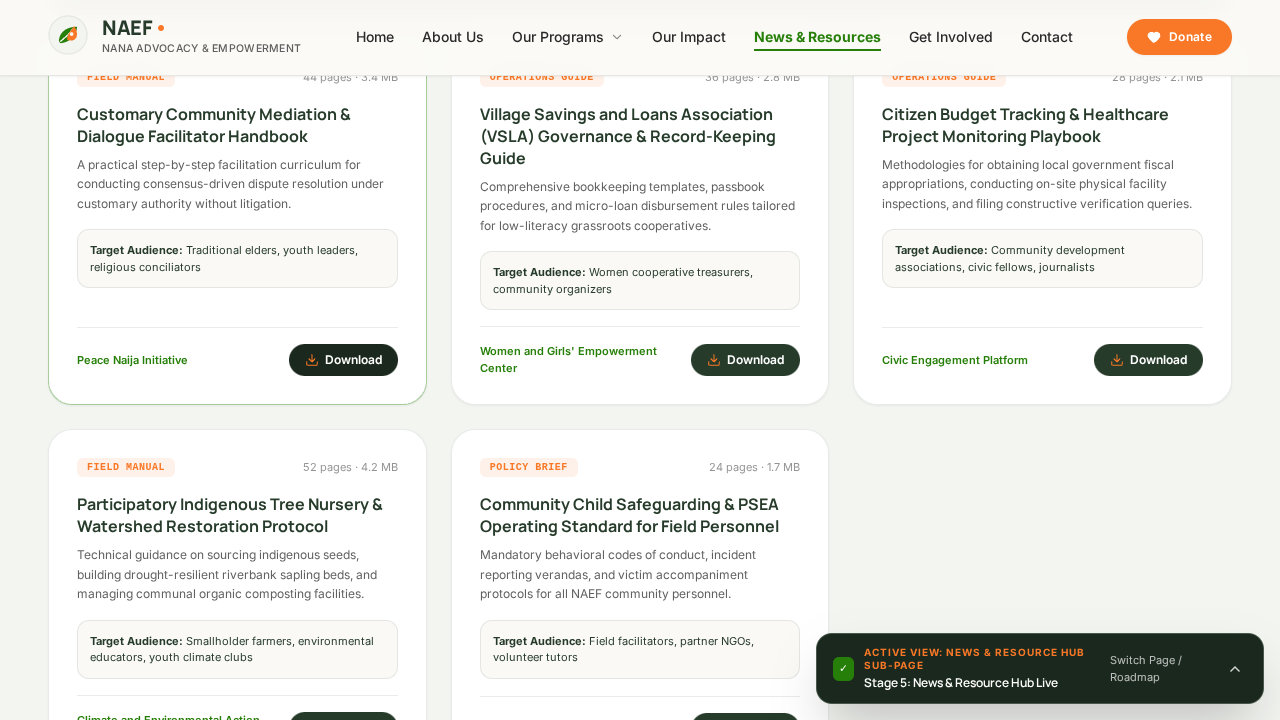 NAEF
NANA ADVOCACY & EMPOWERMENT
Home
About Us
Our Programs
Our Impact
News & Resources
Get Involved
Contact
Donate
FIELD MANUAL
44 pages · 3.4 MB
Customary Community Mediation &
Dialogue Facilitator Handbook
A practical step-by-step facilitation curriculum for
conducting consensus-driven dispute resolution under
customary authority without litigation.
Target Audience: Traditional elders, youth leaders,
religious conciliators
Peace Naija Initiative
Download
OPERATIONS GUIDE
36 pages · 2.8 MB
Village Savings and Loans Association
(VSLA) Governance & Record-Keeping
Guide
Comprehensive bookkeeping templates, passbook
procedures, and micro-loan disbursement rules tailored
for low-literacy grassroots cooperatives.
Target Audience: Women cooperative treasurers,
community organizers
Women and Girls' Empowerment
Center
Download
OPERATIONS GUIDE
28 pages · 2.1 MB
Citizen Budget Tracking & Healthcare
Project Monitoring Playbook
Methodologies for obtaining local government fiscal
appropriations, conducting on-site physical facility
inspections, and filing constructive verification queries.
Target Audience: Community development
associations, civic fellows, journalists
Civic Engagement Platform
Download
FIELD MANUAL
52 pages · 4.2 MB
Participatory Indigenous Tree Nursery &
Watershed Restoration Protocol
Technical guidance on sourcing indigenous seeds,
building drought-resilient riverbank sapling beds, and
managing communal organic composting facilities.
Target Audience: Smallholder farmers, environmental
educators, youth climate clubs
Climate and Environmental Action
POLICY BRIEF
24 pages · 1.7 MB
Community Child Safeguarding & PSEA
Operating Standard for Field Personnel
Mandatory behavioral codes of conduct, incident
reporting verandas, and victim accompaniment
protocols for all NAEF community personnel.
Target Audience: Field facilitators, partner NGOs,
volunteer tutors
ACTIVE VIEW: NEWS & RESOURCE HUB
SUB-PAGE
Stage 5: News & Resource Hub Live
Switch Page /
Roadmap